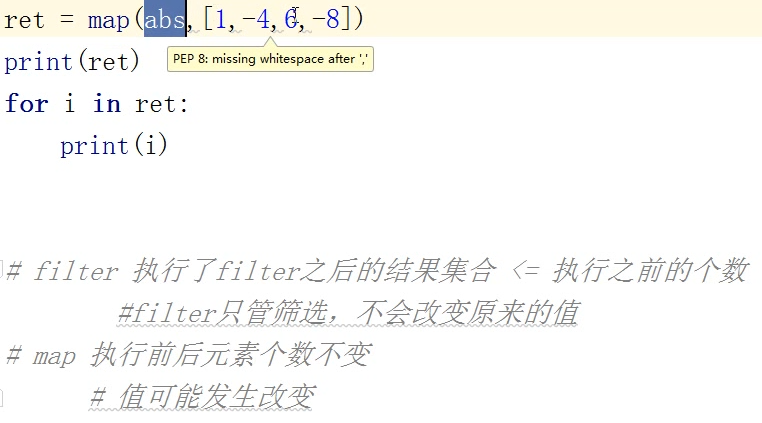 ret = map(abs,[1,-4,6,-8])
PEP 8: missing whitespace after ','
print(ret)
for i in ret:
    print(i)
# filter 执行了filter之后的结果集合 <= 执行之前的个数
        #filter只管筛选，不会改变原来的值
# map 执行前后元素个数不变
      # 值可能发生改变